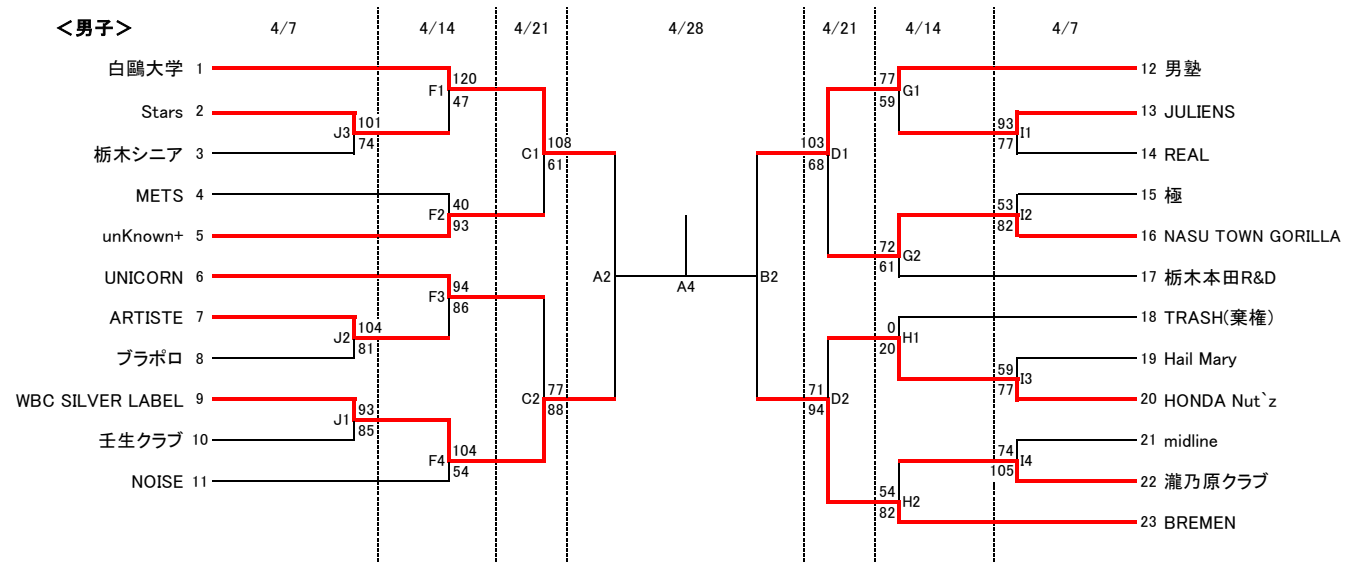 ＜男子＞ 4/7 4/14 4/21 4/28 4/21 4/14 4/7
白鷗大学 1
120
F1
47
Stars 2
101
J3
74
栃木シニア 3
108
C1
61
METS 4
40
F2
93
unKnown+ 5
UNICORN 6
94
F3
86
ARTISTE 7
104
J2
81
ブラポロ 8
WBC SILVER LABEL 9
93
J1
85
77
C2
88
壬生クラブ 10
104
F4
54
NOISE 11
A2
A4
B2
12 男塾
77
G1
59
13 JULIENS
93
I1
77
14 REAL
103
D1
68
15 極
53
I2
82
16 NASU TOWN GORILLA
72
G2
61
17 栃木本田R&D
18 TRASH(棄権)
0
H1
20
19 Hail Mary
59
I3
77
20 HONDA Nut`z
71
D2
94
21 midline
74
I4
105
22 瀧乃原クラブ
54
H2
82
23 BREMEN